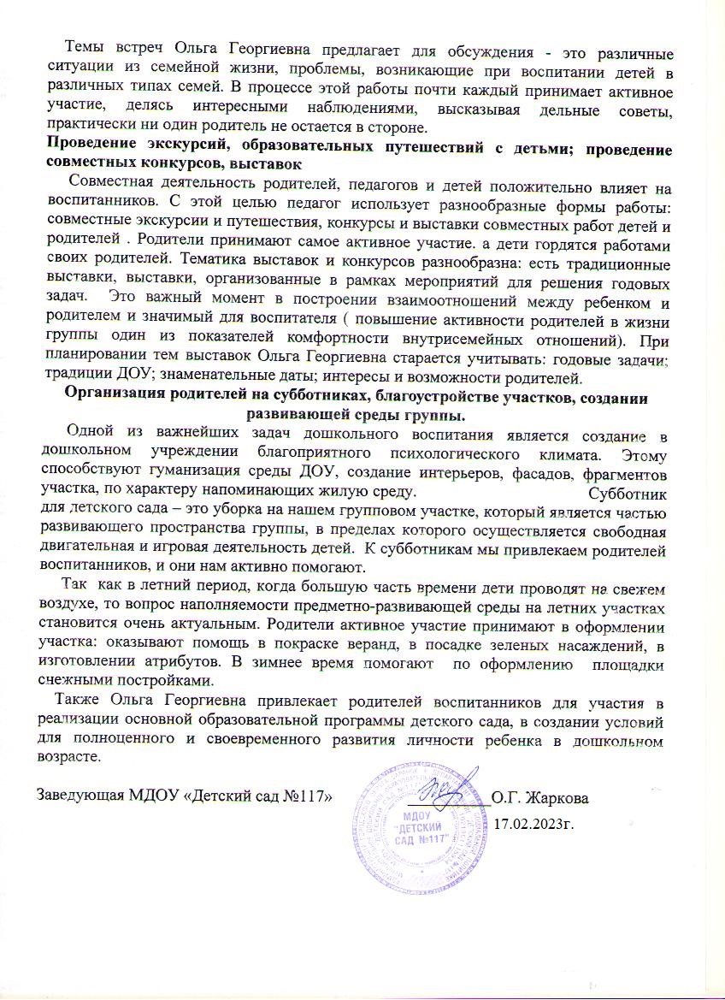 Темы встреч Ольга Георгиевна предлагает для обсуждения - это различные
ситуации из семейной жизни, проблемы, возникающие при воспитании детей в
различных типах семей. В процессе этой работы почти каждый принимает активное
участие, делясь интересными наблюдениями, высказывая дельные советы,
практически ни один родитель не остается в стороне.
Проведение экскурсий, образовательных путешествий с детьми; проведение
совместных конкурсов, выставок
Совместная деятельность родителей, педагогов и детей положительно влияет на
воспитанников. С этой целью педагог использует разнообразные формы работы:
совместные экскурсии и путешествия, конкурсы и выставки совместных работ детей и
родителей . Родители принимают самое активное участие. а дети гордятся работами
своих родителей. Тематика выставок и конкурсов разнообразна: есть традиционные
выставки, выставки, организованные в рамках мероприятий для решения годовых
задач. Это важный момент в построении взаимоотношений между ребенком и
родителем и значимый для воспитателя ( повышение активности родителей в жизни
группы один из показателей комфортности внутрисемейных отношений). При
планировании тем выставок Ольга Георгиевна старается учитывать: годовые задачи;
традиции ДОУ; знаменательные даты; интересы и возможности родителей.
Организация родителей на субботниках, благоустройстве участков, создании
развивающей среды группы.
Одной из важнейших задач дошкольного воспитания является создание в
дошкольном учреждении благоприятного психологического климата. Этому
способствуют гуманизация среды ДОУ, создание интерьеров, фасадов, фрагментов
участка, по характеру напоминающих жилую среду. Субботник
для детского сада – это уборка на нашем групповом участке, который является частью
развивающего пространства группы, в пределах которого осуществляется свободная
двигательная и игровая деятельность детей. К субботникам мы привлекаем родителей
воспитанников, и они нам активно помогают.
Так как в летний период, когда большую часть времени дети проводят на свежем
воздухе, то вопрос наполняемости предметно-развивающей среды на летних участках
становится очень актуальным. Родители активное участие принимают в оформлении
участка: оказывают помощь в покраске веранд, в посадке зеленых насаждений, в
изготовлении атрибутов. В зимнее время помогают по оформлению площадки
снежными постройками.
Также Ольга Георгиевна привлекает родителей воспитанников для участия в
реализации основной образовательной программы детского сада, в создании условий
для полноценного и своевременного развития личности ребенка в дошкольном
возрасте.
Заведующая МДОУ «Детский сад №117» __________О.Г. Жаркова
17.02.2023г.
МДОУ
"ДЕТСКИЙ
САД №117"